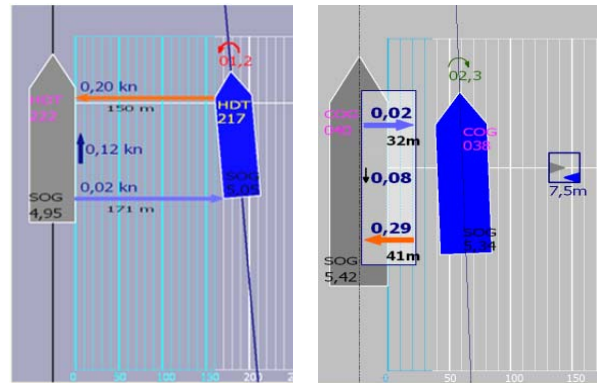 01,2
0,20 kn
HDT
217
150 m
0,12 kn
SOG
5,05
SOG
4,95
0,02 kn
171 m
0
50
100
150
200
02,3
0,02
32m
COG
038
0,08
7,5m
0,29
41m
SOG
5,34
SOG
5,42
0
50
100
150